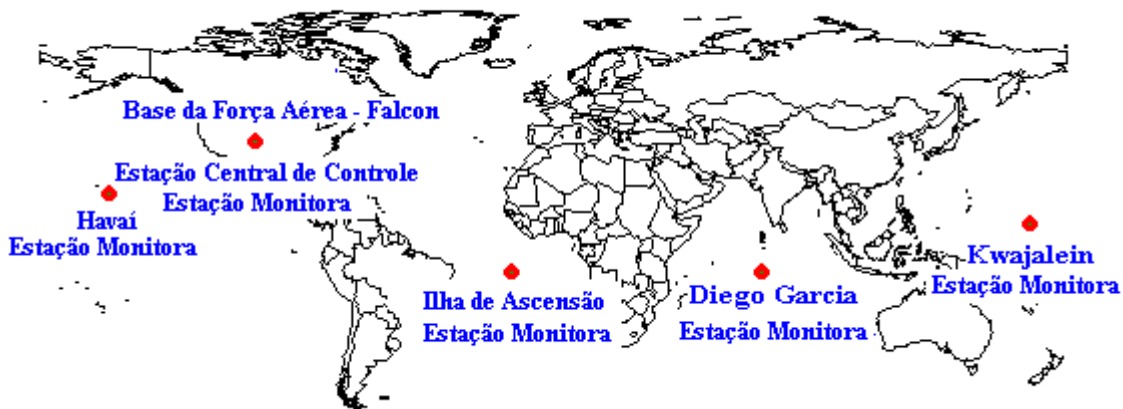 Base da Força Aérea - Falcon
Estação Central de Controle
Estação Monitora
Havaí
Estação Monitora
Ilha de Ascensão
Estação Monitora
Diego Garcia
Estação Monitora
Kwajalein
Estação Monitora